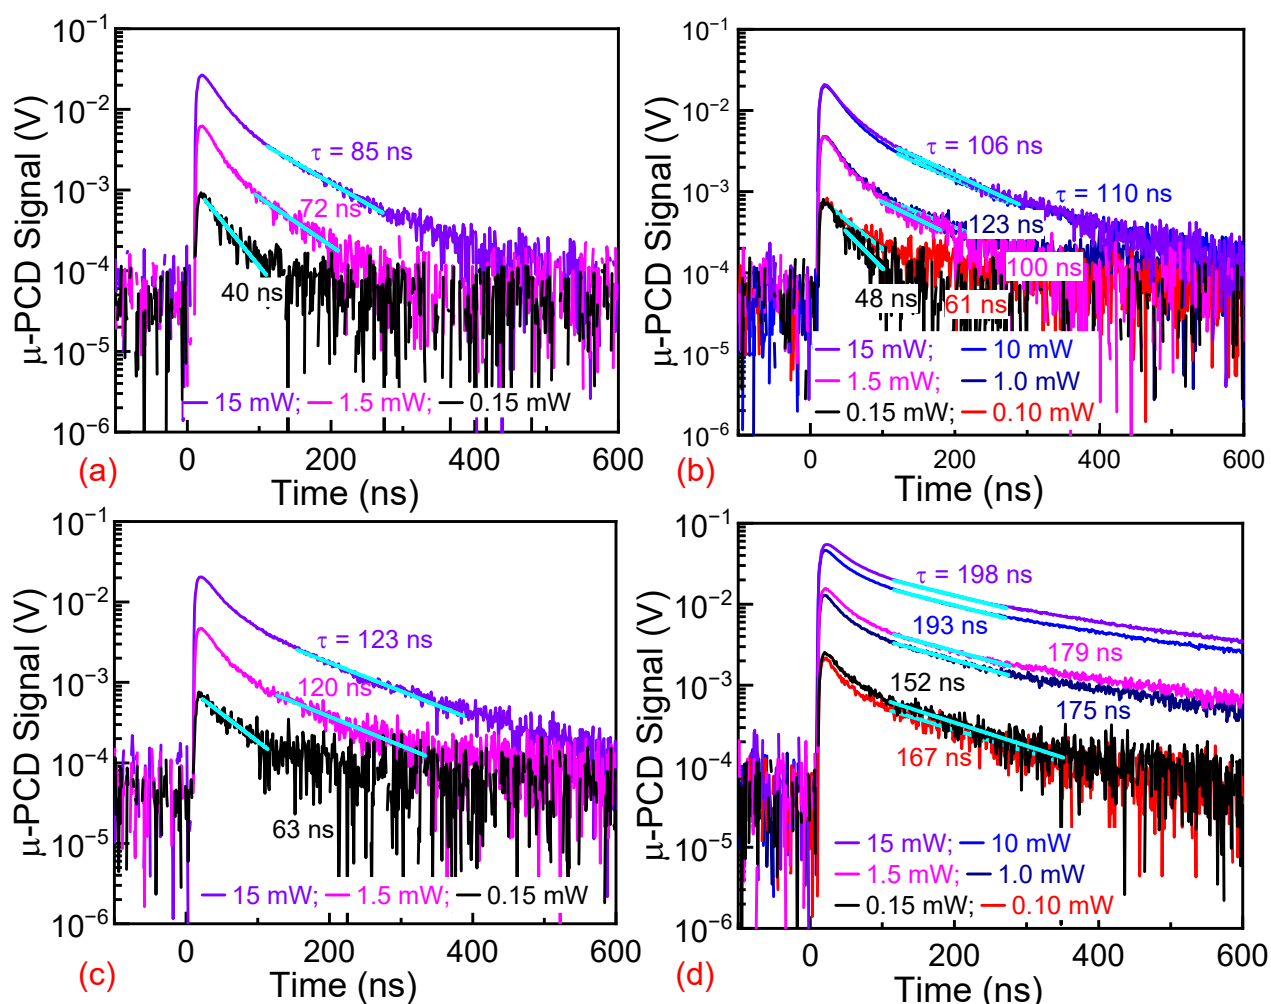 10⁻¹
10⁻²
10⁻³
10⁻⁴
10⁻⁵
10⁻⁶
μ-PCD Signal (V)
τ = 85 ns
72 ns
40 ns
15 mW; 1.5 mW; 0.15 mW
0 200 400 600
(a)
Time (ns)
10⁻¹
10⁻²
10⁻³
10⁻⁴
10⁻⁵
10⁻⁶
μ-PCD Signal (V)
τ = 106 ns
τ = 110 ns
123 ns
100 ns
48 ns 61 ns
15 mW; 10 mW
1.5 mW; 1.0 mW
0.15 mW; 0.10 mW
0 200 400 600
(b)
Time (ns)
10⁻¹
10⁻²
10⁻³
10⁻⁴
10⁻⁵
10⁻⁶
μ-PCD Signal (V)
τ = 123 ns
120 ns
63 ns
15 mW; 1.5 mW; 0.15 mW
0 200 400 600
(c)
Time (ns)
10⁻¹
10⁻²
10⁻³
10⁻⁴
10⁻⁵
10⁻⁶
μ-PCD Signal (V)
τ = 198 ns
193 ns
179 ns
152 ns
175 ns
167 ns
15 mW; 10 mW
1.5 mW; 1.0 mW
0.15 mW; 0.10 mW
0 200 400 600
(d)
Time (ns)